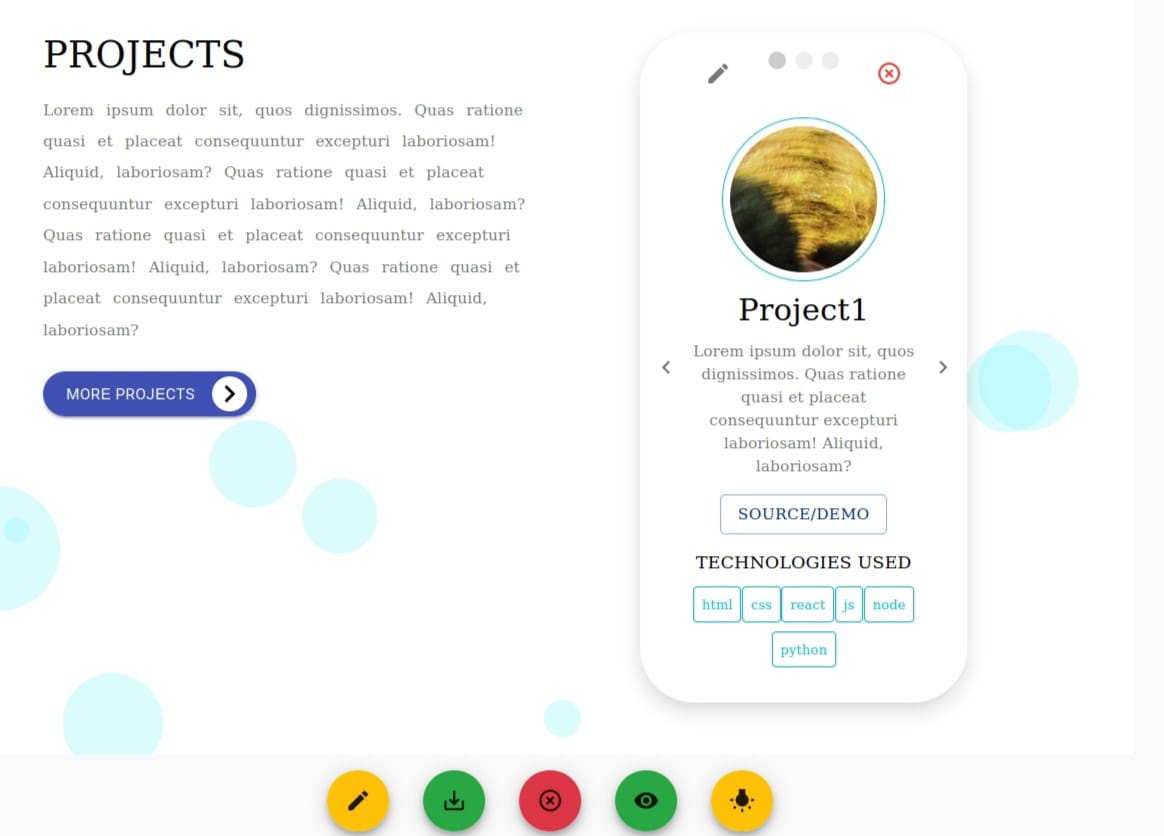 PROJECTS
Lorem ipsum dolor sit, quos dignissimos. Quas ratione
quasi et placeat consequuntur excepturi laboriosam!
Aliquid, laboriosam? Quas ratione quasi et placeat
consequuntur excepturi laboriosam! Aliquid, laboriosam?
Quas ratione quasi et placeat consequuntur excepturi
laboriosam! Aliquid, laboriosam? Quas ratione quasi et
placeat consequuntur excepturi laboriosam! Aliquid,
laboriosam?
MORE PROJECTS
Project1
Lorem ipsum dolor sit, quos
dignissimos. Quas ratione
quasi et placeat
consequuntur excepturi
laboriosam! Aliquid,
laboriosam?
SOURCE/DEMO
TECHNOLOGIES USED
html css react js node
python